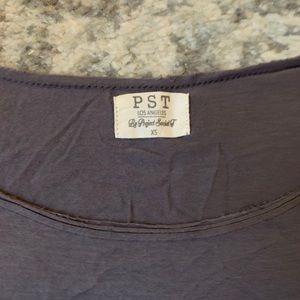 PST
LOS ANGELES
By Project Social T
XS